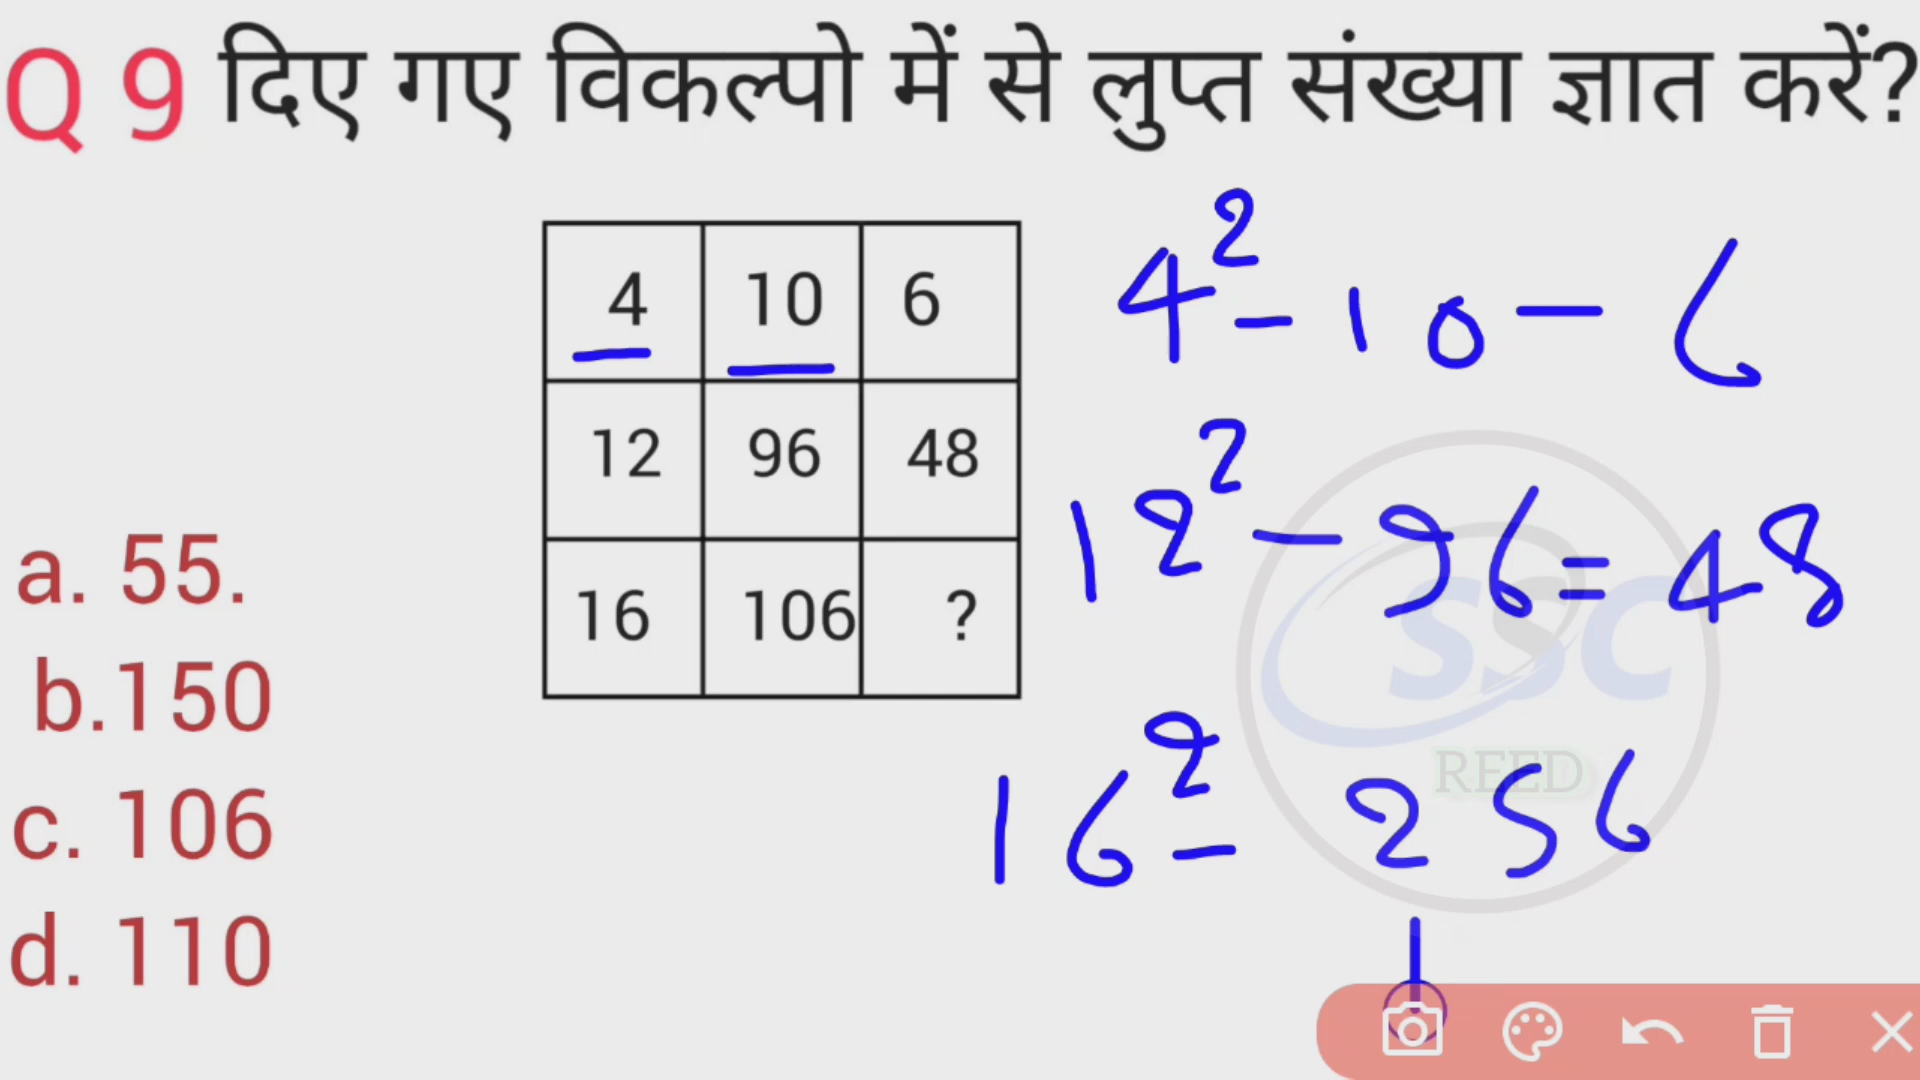 Q 9 दिए गए विकल्पो में से लुप्त संख्या ज्ञात करें?
4 10 6
12 96 48
16 106 ?
a. 55.
b.150
c. 106
d. 110
4² - 10 - 6
12² - 96 = 48
16² - 256
1
SSC
REED